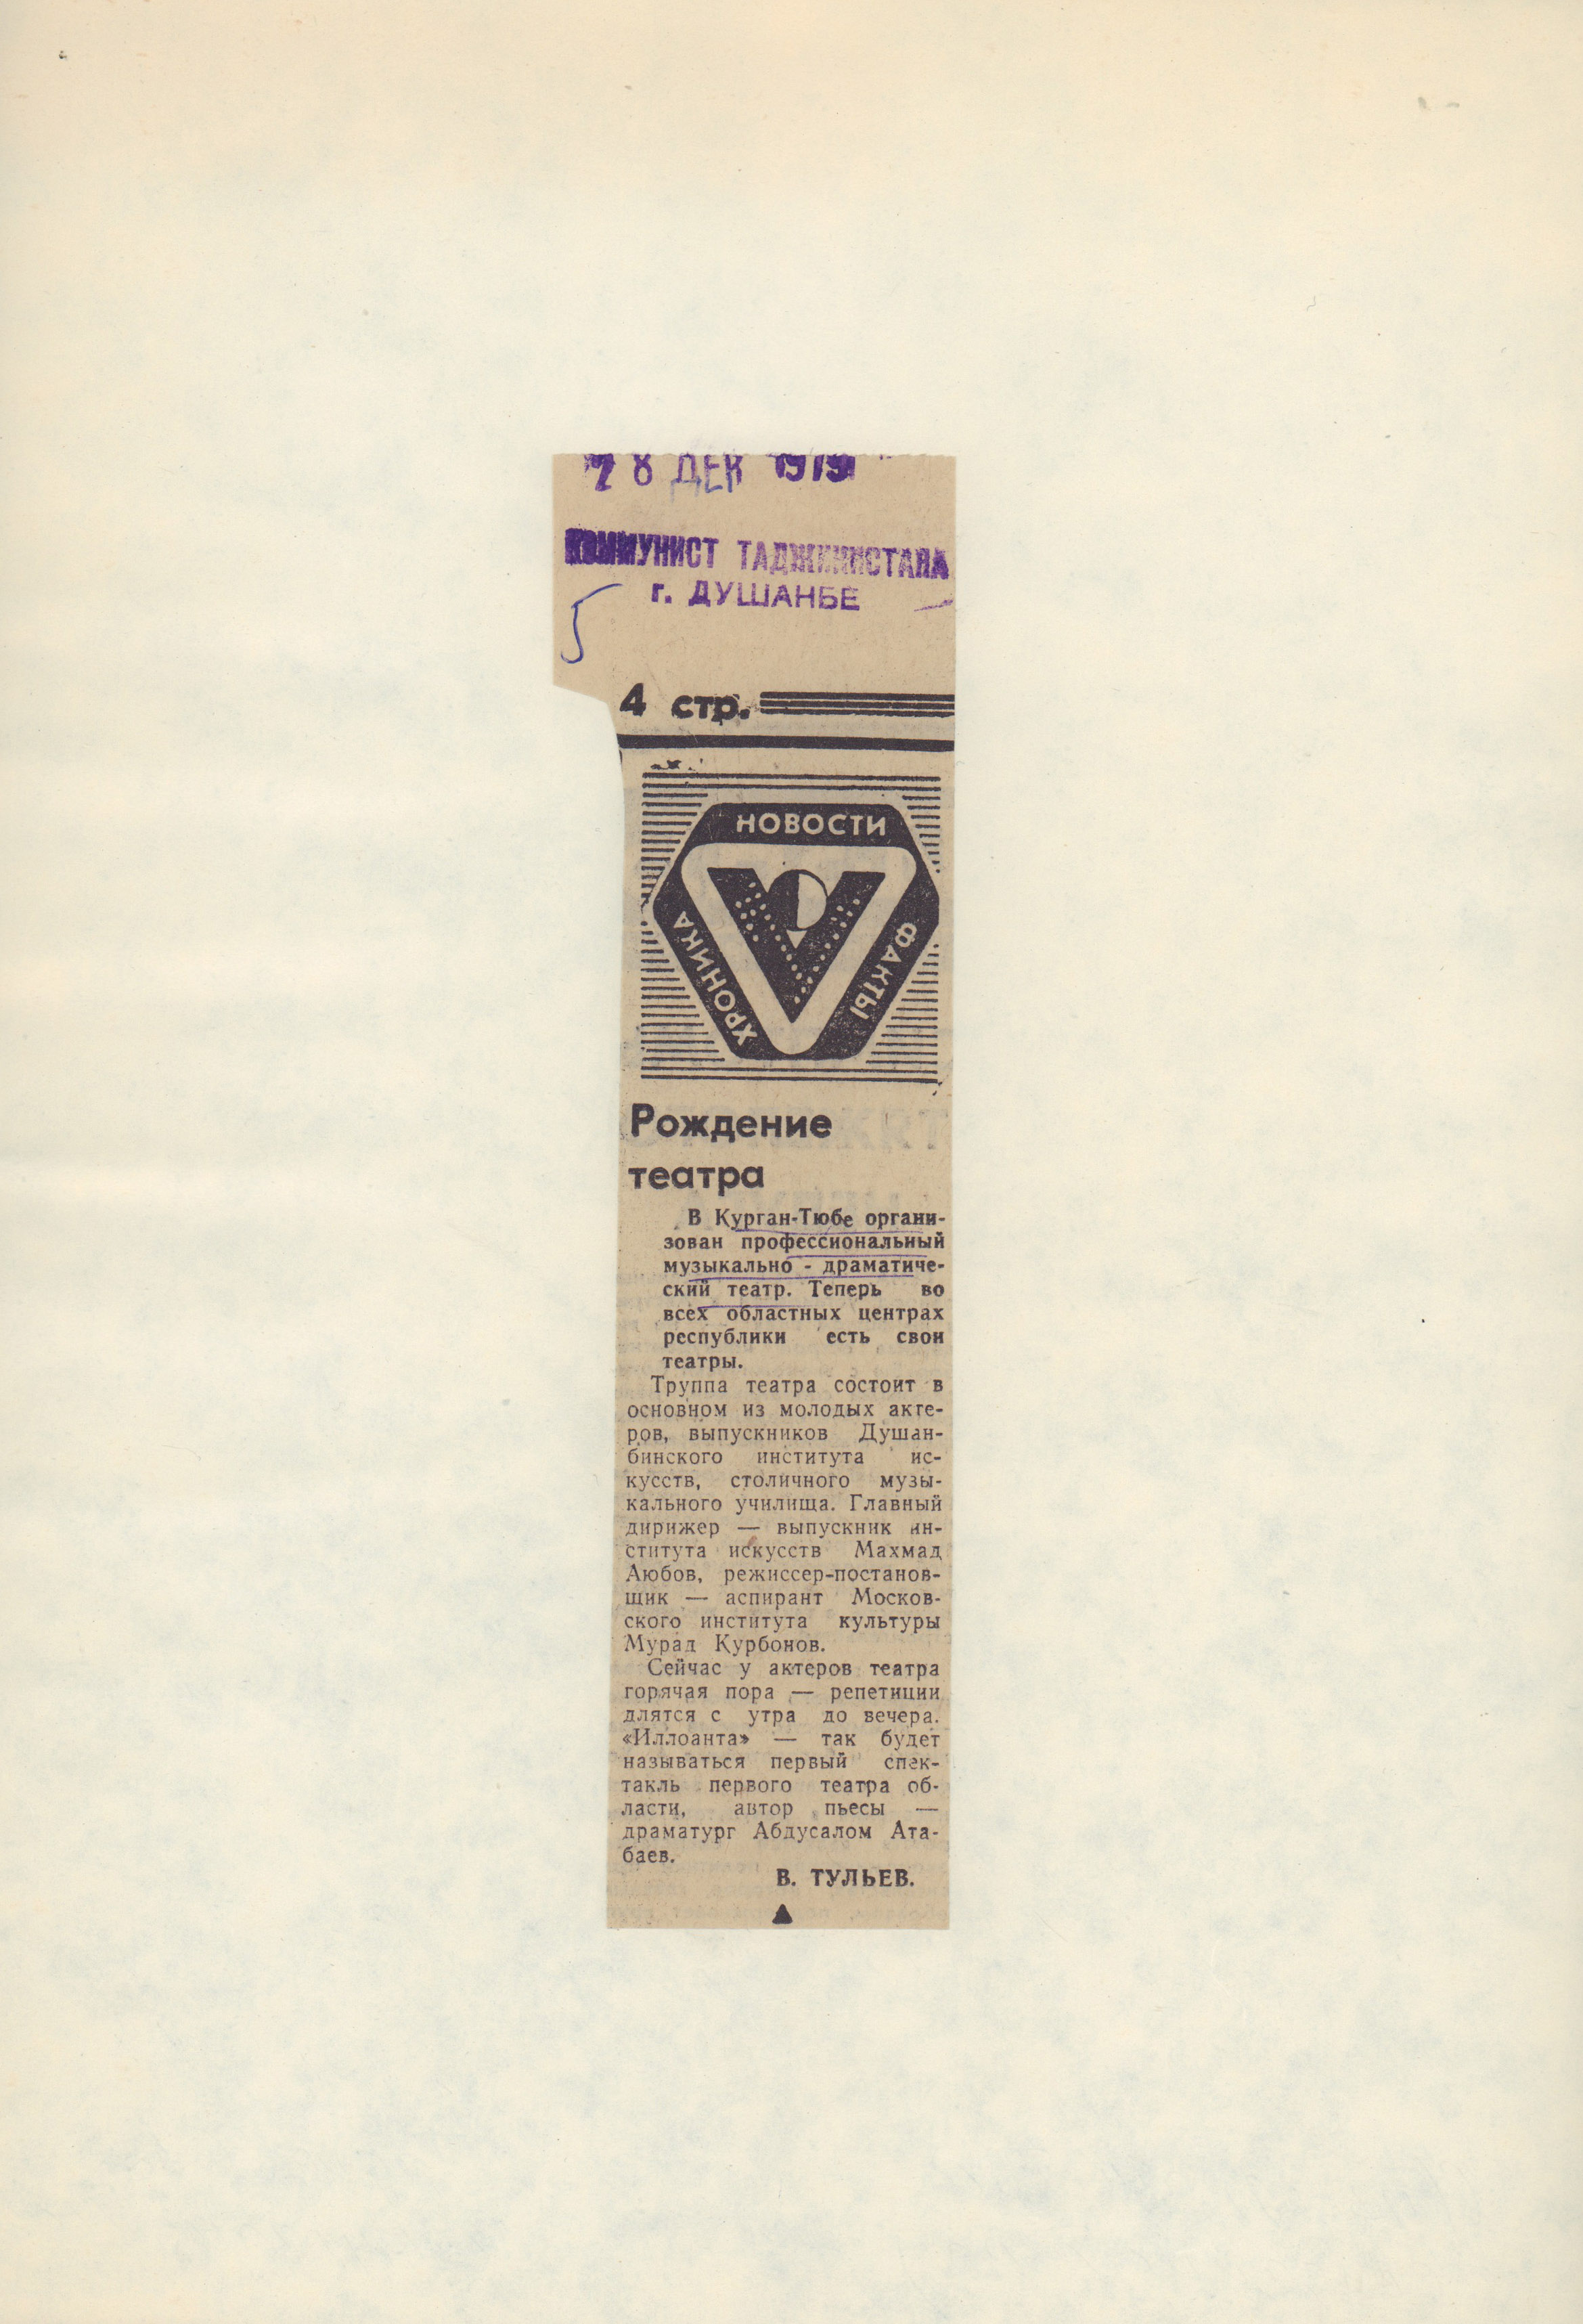 28 ДЕК 1979
КОММУНИСТ ТАДЖИКИСТАНА
г. ДУШАНБЕ
5
4 стр.
НОВОСТИ
ФАКТЫ
ХРОНИКА
Рождение
театра
В Курган-Тюбе органи-
зован профессиональный
музыкально - драматиче-
ский театр. Теперь во
всех областных центрах
республики есть свои
театры.
Труппа театра состоит в
основном из молодых акте-
ров, выпускников Душан-
бинского института ис-
кусств, столичного музы-
кального училища. Главный
дирижер — выпускник ин-
ститута искусств Махмад
Аюбов, режиссер-постанов-
щик — аспирант Москов-
ского института культуры
Мурад Курбонов.
Сейчас у актеров театра
горячая пора — репетиции
длятся с утра до вечера.
«Иллоанта» — так будет
называться первый спек-
такль первого театра об-
ласти, автор пьесы —
драматург Абдусалом Ата-
баев.
В. ТУЛЬЕВ.